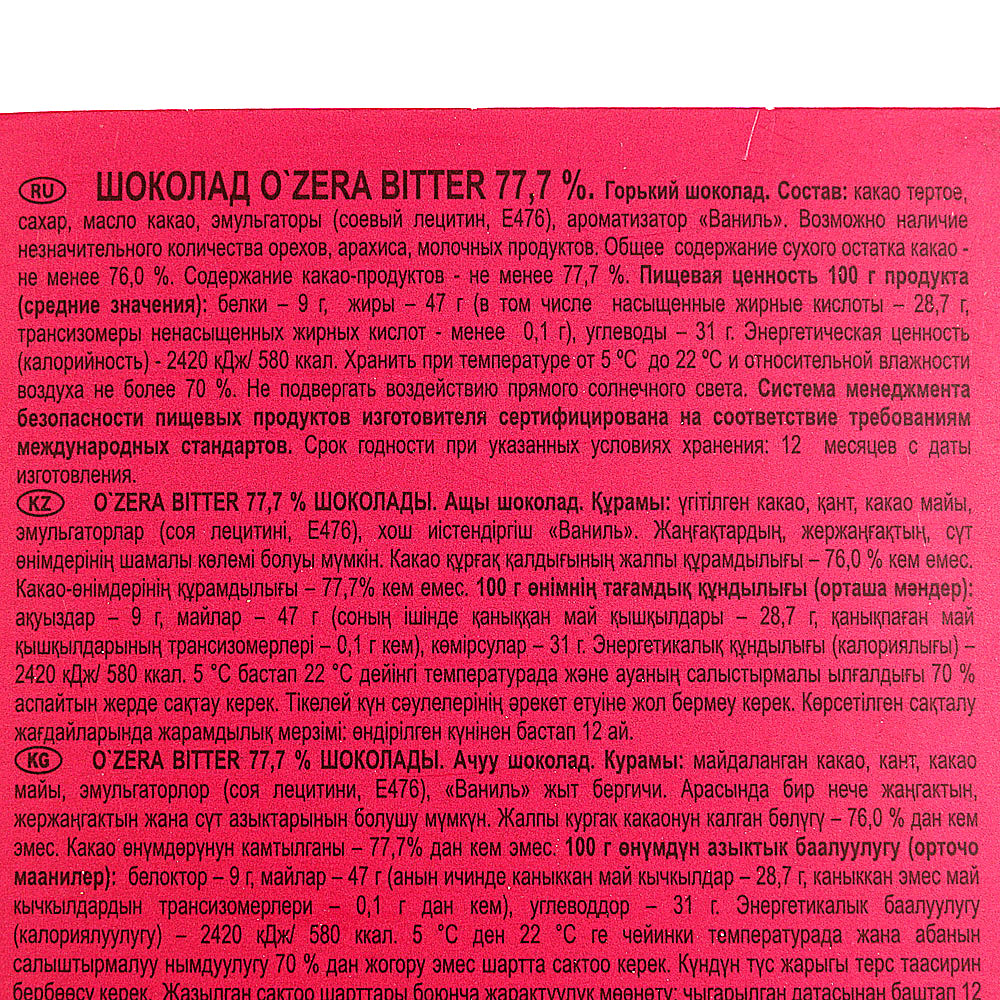 RU ШОКОЛАД O`ZERA BITTER 77,7 %. Горький шоколад. Состав: какао тертое,
сахар, масло какао, эмульгаторы (соевый лецитин, Е476), ароматизатор «Ваниль». Возможно наличие
незначительного количества орехов, арахиса, молочных продуктов. Общее содержание сухого остатка какао -
не менее 76,0 %. Содержание какао-продуктов - не менее 77,7 %. Пищевая ценность 100 г продукта
(средние значения): белки – 9 г, жиры – 47 г (в том числе насыщенные жирные кислоты – 28,7 г,
трансизомеры ненасыщенных жирных кислот - менее 0,1 г), углеводы – 31 г. Энергетическая ценность
(калорийность) - 2420 кДж/ 580 ккал. Хранить при температуре от 5 ºС до 22 ºС и относительной влажности
воздуха не более 70 %. Не подвергать воздействию прямого солнечного света. Система менеджмента
безопасности пищевых продуктов изготовителя сертифицирована на соответствие требованиям
международных стандартов. Срок годности при указанных условиях хранения: 12 месяцев с даты
изготовления.
KZ O`ZERA BITTER 77,7 % ШОКОЛАДЫ. Ащы шоколад. Құрамы: үгітілген какао, қант, какао майы,
эмульгаторлар (соя лецитині, Е476), хош иістендіргіш «Ваниль». Жаңғақтардың, жержаңғақтың, сүт
өнімдерінің шамалы көлемі болуы мүмкін. Какао құрғақ қалдығының жалпы құрамдылығы – 76,0 % кем емес.
Какао-өнімдерінің құрамдылығы – 77,7% кем емес. 100 г өнімнің тағамдық құндылығы (орташа мәндер):
ақуыздар – 9 г, майлар – 47 г (соның ішінде қаныққан май қышқылдары – 28,7 г, қанықпаған май
қышқылдарының трансизомерлері – 0,1 г кем), көмірсулар – 31 г. Энергетикалық құндылығы (калориялығы) –
2420 қДж/ 580 ккал. 5 °С бастап 22 °С дейінгі температурада және ауаның салыстырмалы ылғалдығы 70 %
аспайтын жерде сақтау керек. Тікелей күн сәулелерінің әрекет етуіне жол бермеу керек. Көрсетілген сақталу
жағдайларында жарамдылық мерзімі: өндірілген күнінен бастап 12 ай.
KG O`ZERA BITTER 77,7 % ШОКОЛАДЫ. Ачуу шоколад. Курамы: майдаланган какао, кант, какао
майы, эмульгаторлор (соя лецитини, Е476), «Ваниль» жыт бергичи. Арасында бир нече жаңгактын,
жержаңгактын жана сүт азыктарынын болушу мүмкүн. Жалпы кургак какаонун калган бөлүгү – 76,0 % дан кем
эмес. Какао өнүмдөрүнүн камтылганы – 77,7% дан кем эмес. 100 г өнүмдүн азыктык баалуулугу (орточо
маанилер): белоктор – 9 г, майлар – 47 г (анын ичинде каныккан май кычкылдар – 28,7 г, каныккан эмес май
кычкылдардын трансизомерлери – 0,1 г дан кем), углеводдор – 31 г. Энергетикалык баалуулугу
(калориялуулугу) – 2420 қДж/ 580 ккал. 5 °С ден 22 °С ге чейинки температурада жана абанын
салыштырмалуу нымдуулугу 70 % дан жогору эмес шартта сактоо керек. Күндүн түс жарыгы терс таасирин
бербөөсү керек. Жазылган сактоо шарттары боюнча жарактуулук мөөнөтү: чыгарылган датасынан баштап 12